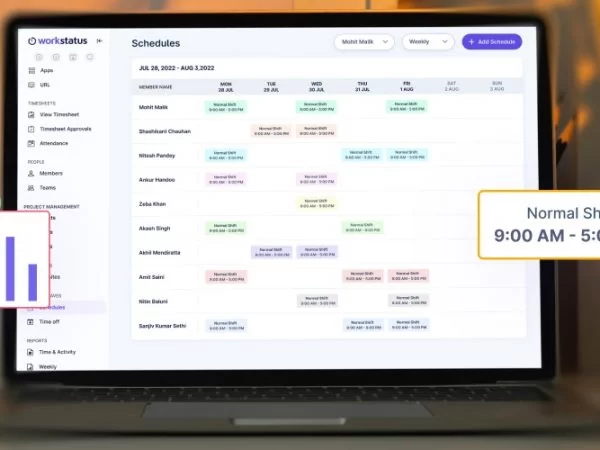 workstatus
Schedules
Mohit Malik
Weekly
+ Add Schedule
Apps
URL
JUL 28, 2022 - AUG 3,2022
MEMBER NAME
MON TUE WED THU FRI SAT SUN
28 JUL 29 JUL 30 JUL 31 JUL 1 AUG 2 AUG 3 AUG
TIMESHEETS
View Timesheet
Timesheet Approvals
Attendance
PEOPLE
Members
Teams
PROJECT MANAGEMENT
Time off
REPORTS
Time & Activity
Weekly
Mohit Malik
Normal Shift Normal Shift Normal Shift
9:00 AM - 5:00 PM 9:00 AM - 5:00 PM 9:00 AM - 5:00 PM
Shashikant Chauhan
Normal Shift Normal Shift
9:00 AM - 5:00 PM 9:00 AM - 5:00 PM
Nitesh Panday
Normal Shift Normal Shift Normal Shift
9:00 AM - 5:00 PM 9:00 AM - 5:00 PM 9:00 AM - 5:00 PM
Ankur Handoo
Normal Shift Normal Shift
9:00 AM - 5:00 PM 9:00 AM - 5:00 PM
Zeba Khan
Normal Shift
9:00 AM - 5:00 PM
Akash Singh
Normal Shift Normal Shift
9:00 AM - 5:00 PM 9:00 AM - 5:00 PM
Akhil Mendiratta
Normal Shift Normal Shift
9:00 AM - 5:00 PM 9:00 AM - 5:00 PM
Amit Saini
Normal Shift Normal Shift Normal Shift
9:00 AM - 5:00 PM 9:00 AM - 5:00 PM 9:00 AM - 5:00 PM
Nitin Baluni
Normal Shift Normal Shift
9:00 AM - 5:00 PM 9:00 AM - 5:00 PM
Sanjiv Kumar Sethi
Normal Shift Normal Shift Normal Shift
9:00 AM - 5:00 PM 9:00 AM - 5:00 PM 9:00 AM - 5:00 PM
Normal Sh
9:00 AM - 5:0